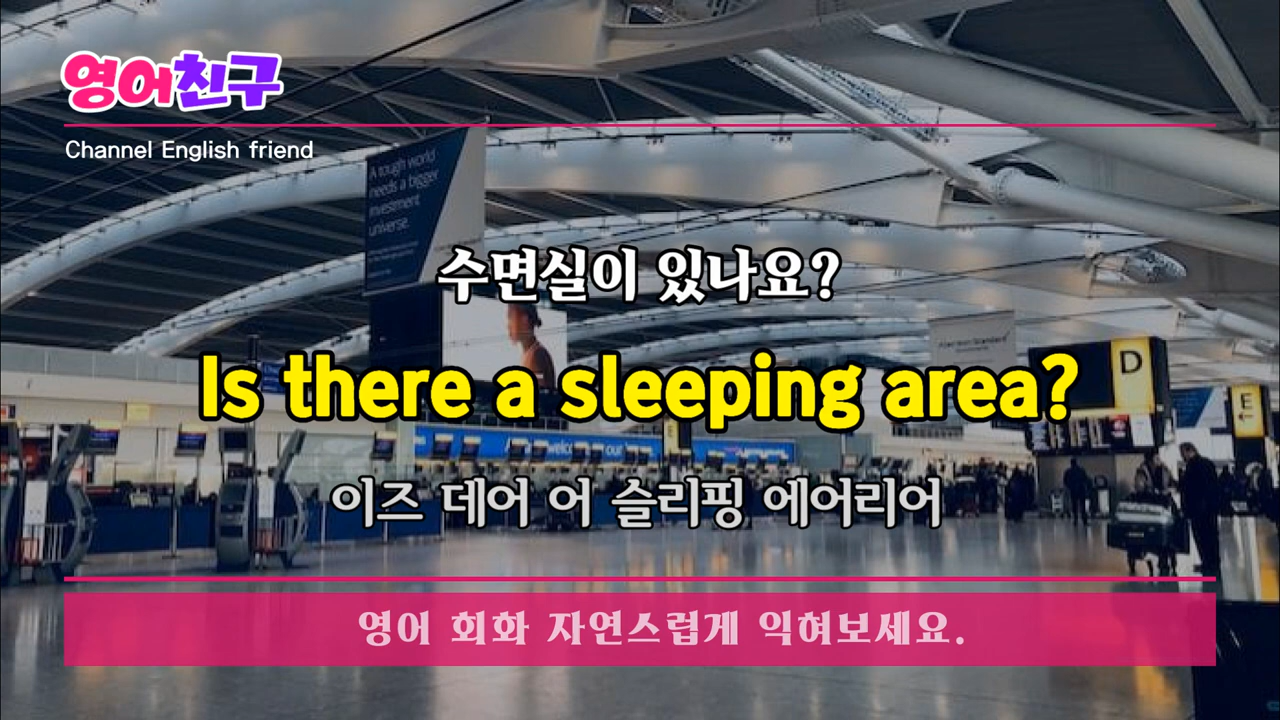 영어친구
Channel English friend
A tough world
needs a bigger
investment
universe.
수면실이 있나요?
Is there a sleeping area?
D
E
E
이즈 데어 어 슬리핑 에어리어
영어 회화 자연스럽게 익혀보세요.